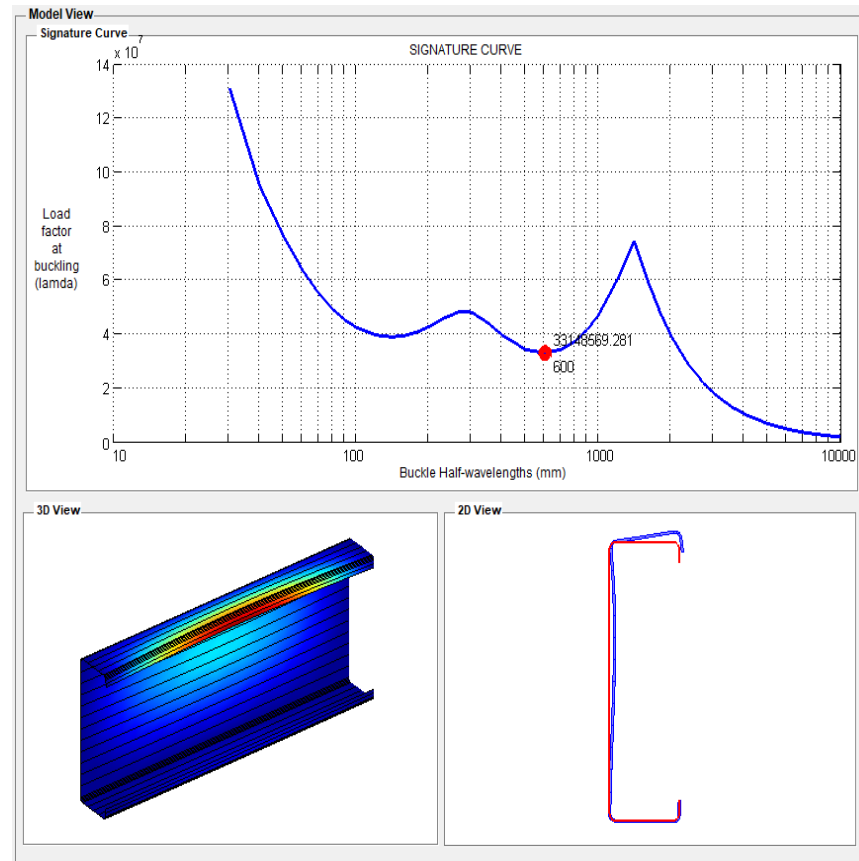 Model View
Signature Curve
x 10
7
SIGNATURE CURVE
14
12
10
8
6
4
2
0
Load
factor
at
buckling
(lamda)
33148569.281
600
10
100
1000
10000
Buckle Half-wavelengths (mm)
3D View
2D View